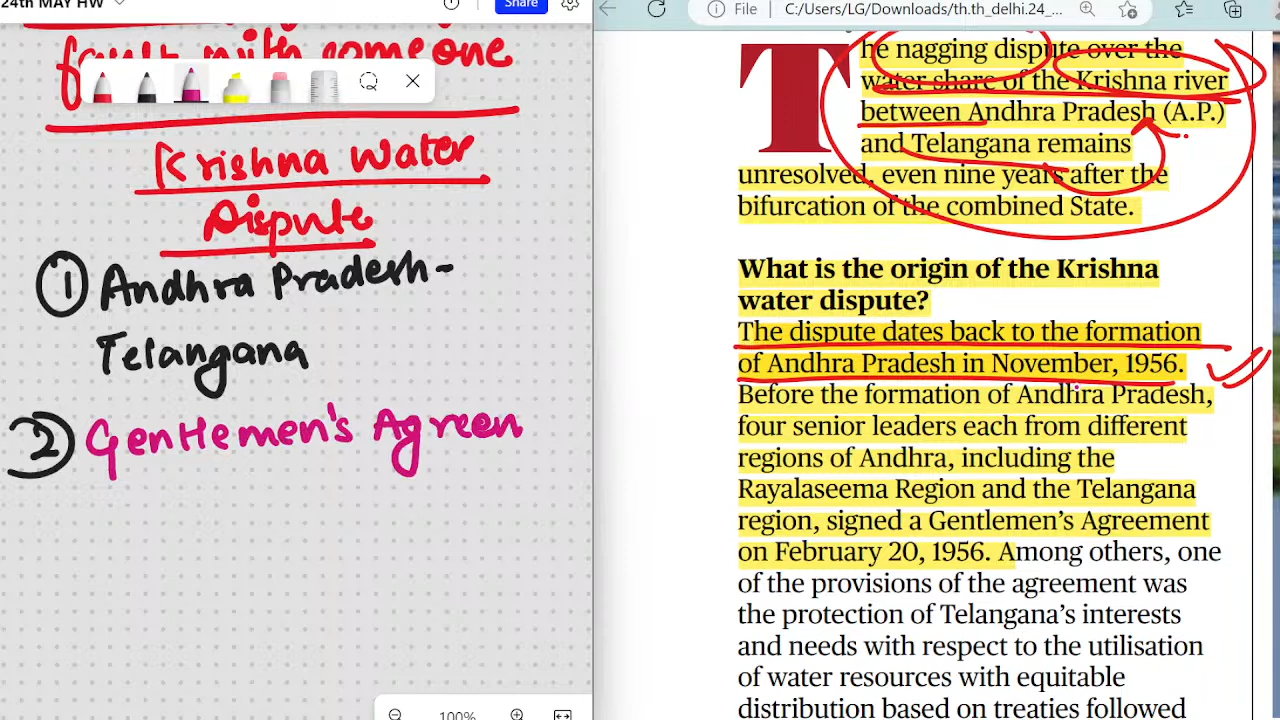 24th MAY HW
Share
fault with someone
Krishna Water
Dispute
① Andhra Pradesh-
Telangana
② Gentlemen's Agreem
100%
File
C:/Users/LG/Downloads/th.th_delhi.24_...
The nagging dispute over the
water share of the Krishna river
between Andhra Pradesh (A.P.)
and Telangana remains
unresolved, even nine years after the
bifurcation of the combined State.
What is the origin of the Krishna
water dispute?
The dispute dates back to the formation
of Andhra Pradesh in November, 1956.
Before the formation of Andhra Pradesh,
four senior leaders each from different
regions of Andhra, including the
Rayalaseema Region and the Telangana
region, signed a Gentlemen's Agreement
on February 20, 1956. Among others, one
of the provisions of the agreement was
the protection of Telangana's interests
and needs with respect to the utilisation
of water resources with equitable
distribution based on treaties followed